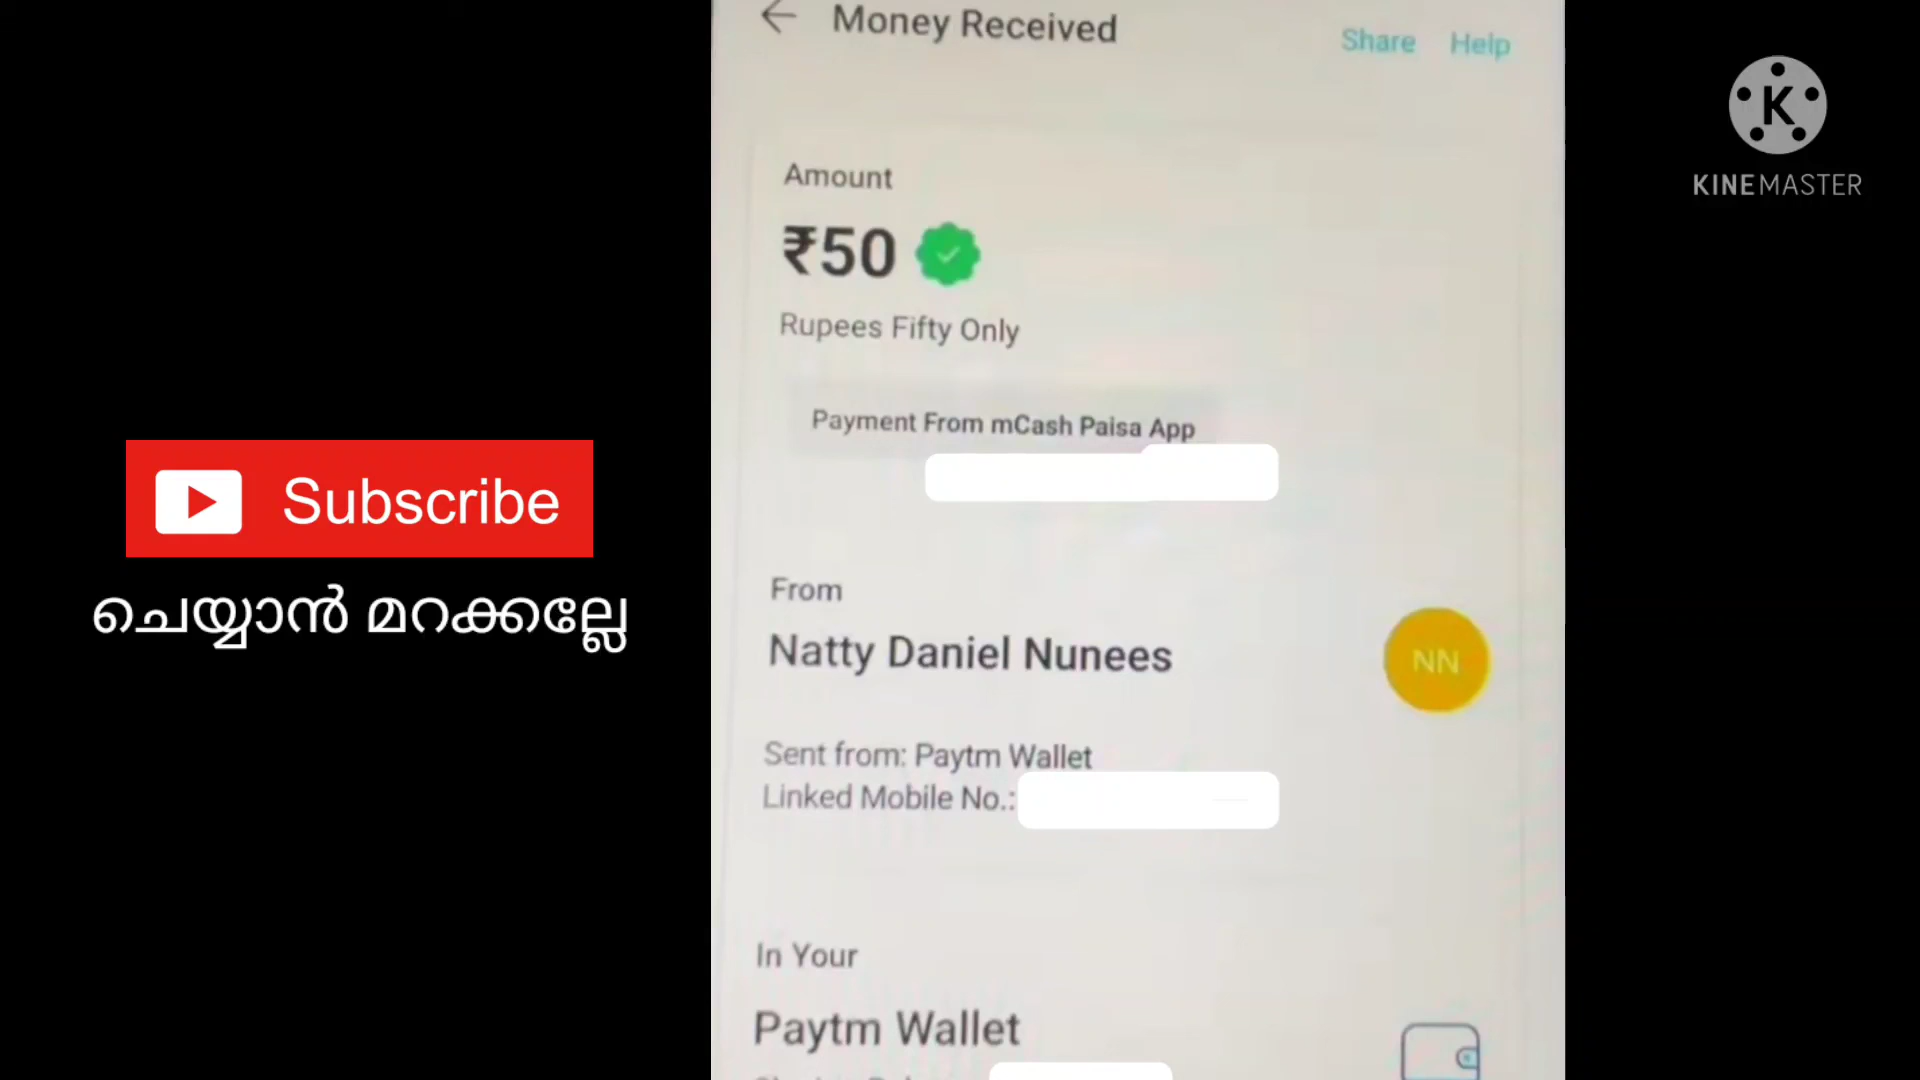 Money Received
Share Help
K
KINEMASTER
Amount
₹50
Rupees Fifty Only
Payment From mCash Paisa App
Subscribe
ചെയ്യാൻ മറക്കല്ലേ
From
Natty Daniel Nunees
NN
Sent from: Paytm Wallet
Linked Mobile No.:
In Your
Paytm Wallet